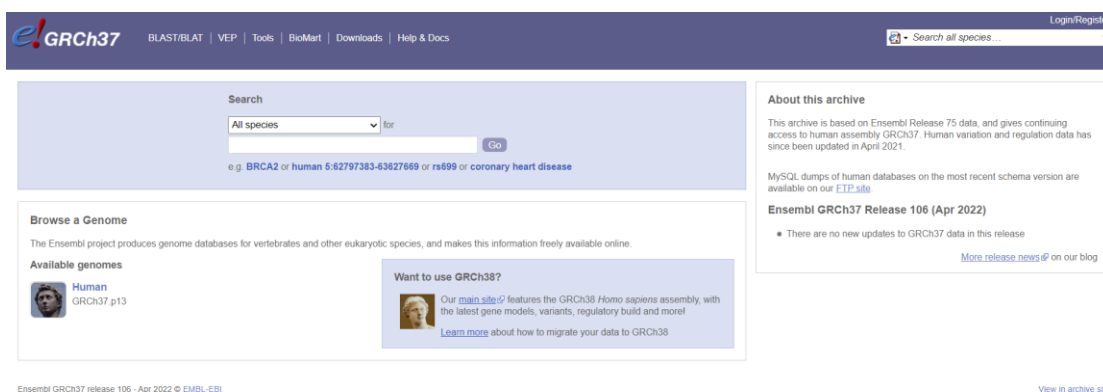 Login/Registe
e! GRCh37
BLAST/BLAT | VEP | Tools | BioMart | Downloads | Help & Docs
Search all species…
Search
All species for
Go
e.g. BRCA2 or human 5:62797383-63627669 or rs699 or coronary heart disease
Browse a Genome
The Ensembl project produces genome databases for vertebrates and other eukaryotic species, and makes this information freely available online.
Available genomes
Human
GRCh37.p13
Want to use GRCh38?
Our main site features the GRCh38 Homo sapiens assembly, with
the latest gene models, variants, regulatory build and more!
Learn more about how to migrate your data to GRCh38
About this archive
This archive is based on Ensembl Release 75 data, and gives continuing
access to human assembly GRCh37. Human variation and regulation data has
since been updated in April 2021.
MySQL dumps of human databases on the most recent schema version are
available on our FTP site.
Ensembl GRCh37 Release 106 (Apr 2022)
There are no new updates to GRCh37 data in this release
More release news on our blog
Ensembl GRCh37 release 106 - Apr 2022 © EMBL-EBI
View in archive si